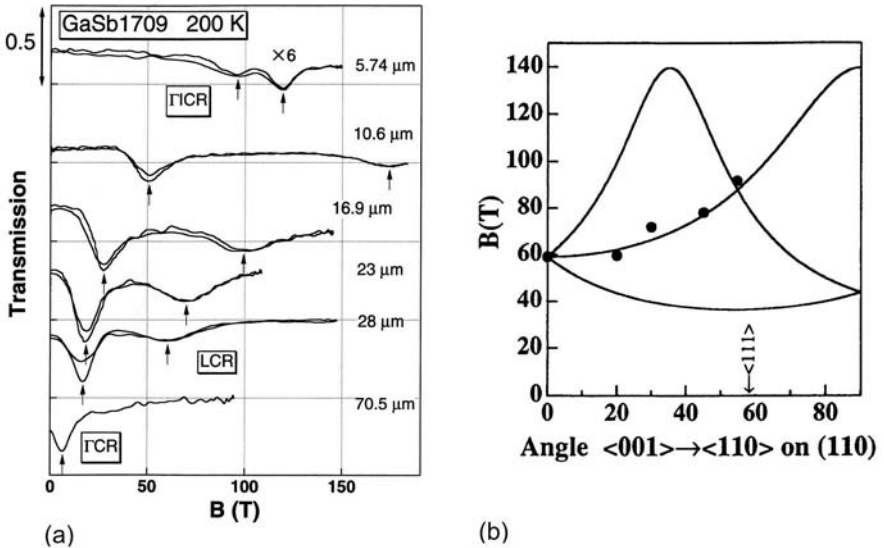 GaSb1709 200 K
0.5
×6
5.74 μm
ΓICR
10.6 μm
16.9 μm
23 μm
28 μm
LCR
70.5 μm
ΓCR
Transmission
0 50 100 150
B (T)
(a)
140
120
100
80
60
40
20
0
B(T)
<111>
0 20 40 60 80
Angle <001>→<110> on (110)
(b)